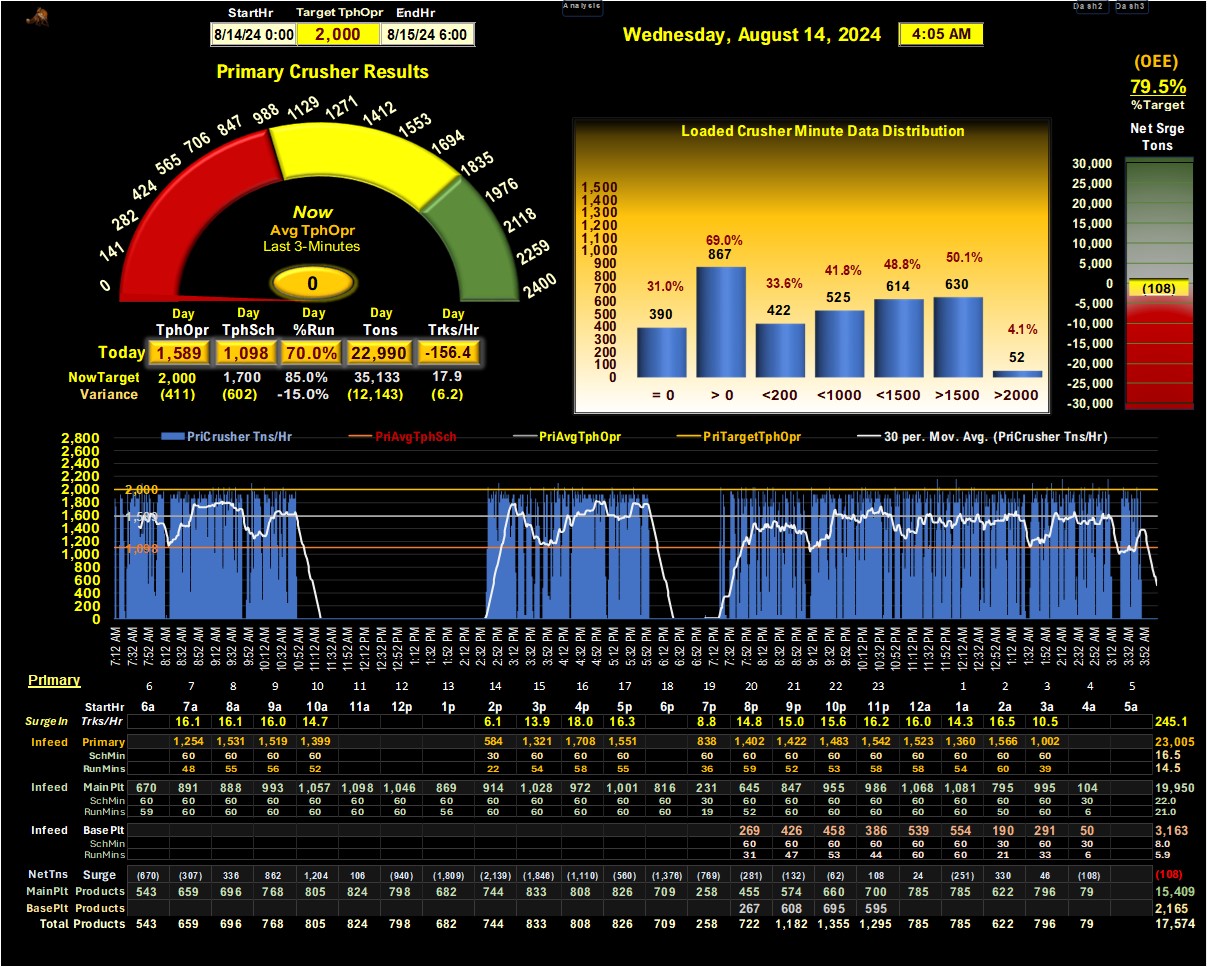 Analysis Dash2 Dash3
StartHr Target TphOpr EndHr
8/14/24 0:00 2,000 8/15/24 6:00
Wednesday, August 14, 2024 4:05 AM
Primary Crusher Results
0 141 282 424 565 706 847 988 1129 1271 1412 1553 1694 1835 1976 2118 2259 2400
Now
Avg TphOpr
Last 3-Minutes
0
Day Day Day Day Day
TphOpr TphSch %Run Tons Trks/Hr
Today 1,589 1,098 70.0% 22,990 -156.4
NowTarget 2,000 1,700 85.0% 35,133 17.9
Variance (411) (602) -15.0% (12,143) (6.2)
Loaded Crusher Minute Data Distribution
1,500
1,400
1,300
1,200
1,100
1,000
900
800
700
600
500
400
300
200
100
0
31.0% 69.0% 33.6% 41.8% 48.8% 50.1% 4.1%
390 867 422 525 614 630 52
= 0 > 0 <200 <1000 <1500 >1500 >2000
(OEE)
79.5%
%Target
Net Srge
Tons
30,000
25,000
20,000
15,000
10,000
5,000
0
-5,000
-10,000
-15,000
-20,000
-25,000
-30,000
(108)
PriCrusher Tns/Hr PriAvgTphSch PriAvgTphOpr PriTargetTphOpr 30 per. Mov. Avg. (PriCrusher Tns/Hr)
2,800
2,600
2,400
2,200
2,000
1,800
1,600
1,400
1,200
1,000
800
600
400
200
0
2,000
1,098
7:12 AM 7:32 AM 7:52 AM 8:12 AM 8:32 AM 8:52 AM 9:12 AM 9:32 AM 9:52 AM 10:12 AM 10:32 AM 10:52 AM 11:12 AM 11:32 AM 11:52 AM 12:12 PM 12:32 PM 12:52 PM 1:12 PM 1:32 PM 1:52 PM 2:12 PM 2:32 PM 2:52 PM 3:12 PM 3:32 PM 3:52 PM 4:12 PM 4:32 PM 4:52 PM 5:12 PM 5:32 PM 5:52 PM 6:12 PM 6:32 PM 6:52 PM 7:12 PM 7:32 PM 7:52 PM 8:12 PM 8:32 PM 8:52 PM 9:12 PM 9:32 PM 9:52 PM 10:12 PM 10:32 PM 10:52 PM 11:12 PM 11:32 PM 11:52 PM 12:12 AM 12:32 AM 12:52 AM 1:12 AM 1:32 AM 1:52 AM 2:12 AM 2:32 AM 2:52 AM 3:12 AM 3:32 AM 3:52 AM
Primary
6 7 8 9 10 11 12 13 14 15 16 17 18 19 20 21 22 23 1 2 3 4 5
StartHr 6a 7a 8a 9a 10a 11a 12p 1p 2p 3p 4p 5p 6p 7p 8p 9p 10p 11p 12a 1a 2a 3a 4a 5a
SurgeIn Trks/Hr 16.1 16.1 16.0 14.7 6.1 13.9 18.0 16.3 8.8 14.8 15.0 15.6 16.2 16.0 14.3 16.5 10.5 245.1
Infeed Primary 1,254 1,531 1,519 1,399 584 1,321 1,708 1,551 838 1,402 1,422 1,483 1,542 1,523 1,360 1,566 1,002 23,005
SchMin 60 60 60 60 30 60 60 60 60 60 60 60 60 60 60 60 60 16.5
RunMins 48 55 56 52 22 54 58 55 36 59 52 53 58 58 54 60 39 14.5
Infeed MainPlt 670 891 888 993 1,057 1,098 1,046 869 914 1,028 972 1,001 816 231 645 847 955 986 1,068 1,081 795 995 104 19,950
SchMin 60 60 60 60 60 60 60 60 60 60 60 60 60 30 60 60 60 60 60 60 60 60 30 22.0
RunMins 59 60 60 60 60 60 60 56 60 60 60 60 60 19 52 60 60 60 60 60 50 60 6 21.0
Infeed BasePlt 269 426 458 386 539 554 190 291 50 3,163
SchMin 60 60 60 60 60 60 30 60 30 8.0
RunMins 31 47 53 44 60 60 21 33 6 5.9
NetTns Surge (670) (307) 336 862 1,204 106 (940) (1,809) (2,139) (1,846) (1,110) (560) (1,376) (769) (281) (132) (62) 108 24 (251) 330 46 (108) (108)
MainPlt Products 543 659 696 768 805 824 798 682 744 833 808 826 709 258 455 574 660 700 785 785 622 796 79 15,409
BasePlt Products 267 608 695 595 2,165
Total Products 543 659 696 768 805 824 798 682 744 833 808 826 709 258 722 1,182 1,355 1,295 785 785 622 796 79 17,574